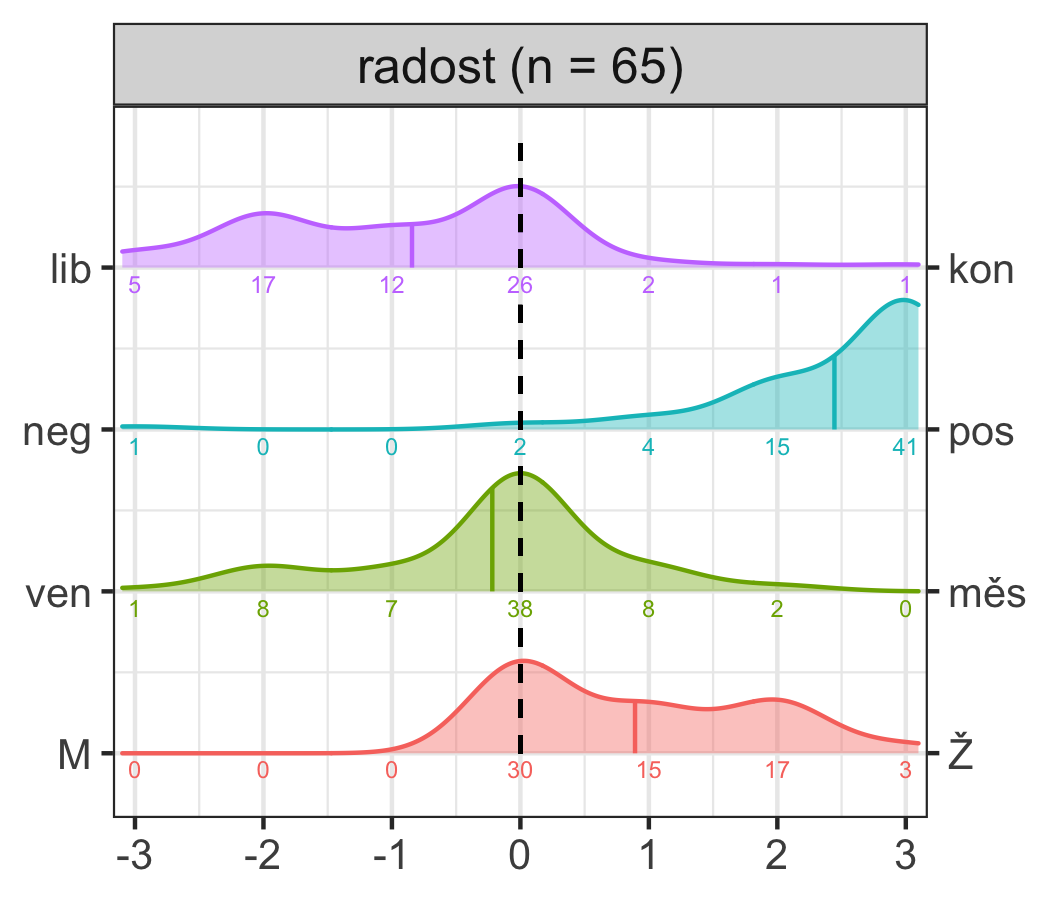 radost (n = 65)
lib kon
5 17 12 26 2 1 1
neg pos
1 0 0 2 4 15 41
ven měs
1 8 7 38 8 2 0
M Ž
0 0 0 30 15 17 3
-3 -2 -1 0 1 2 3